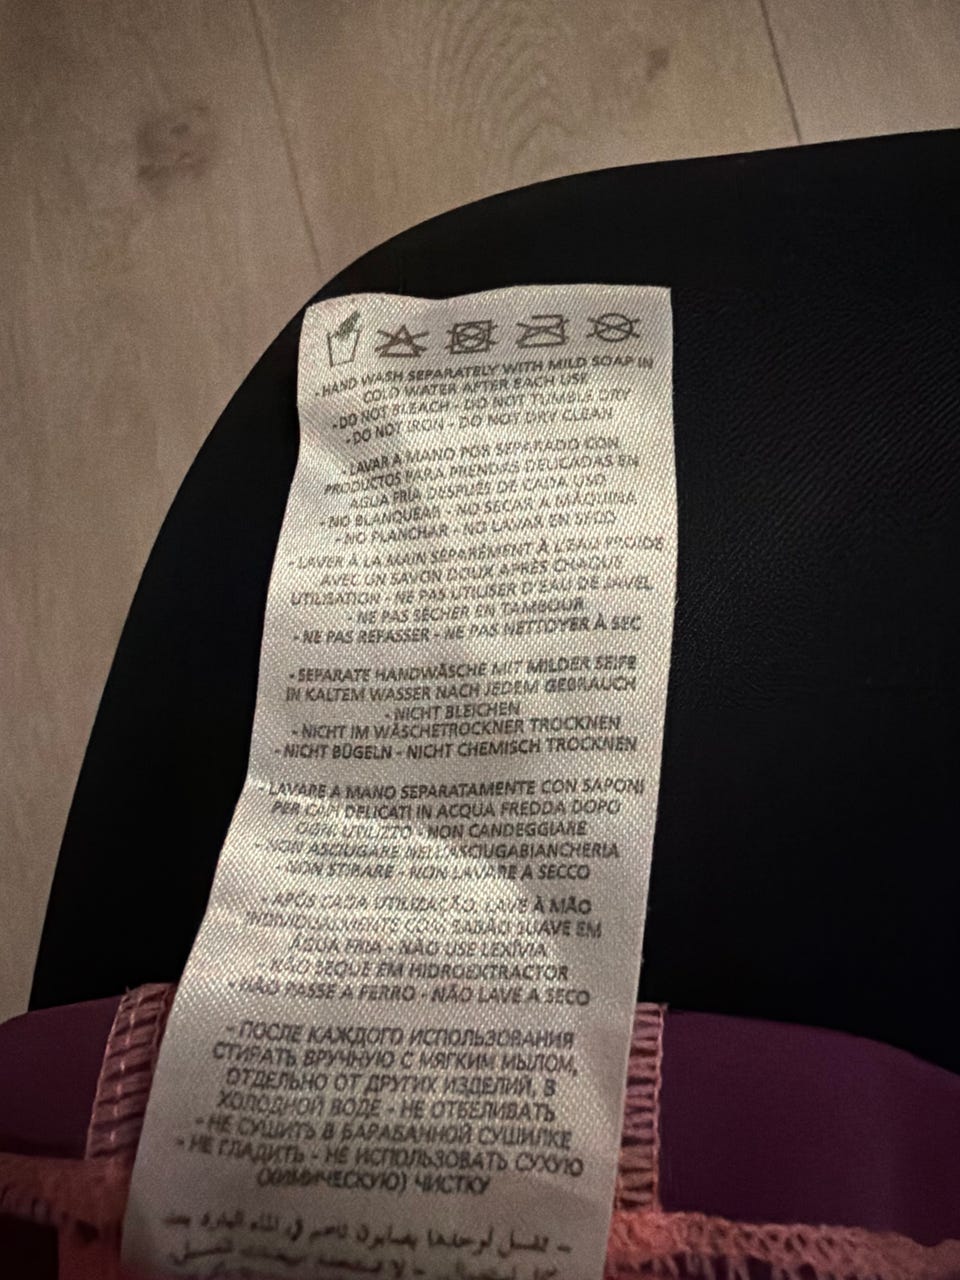 - HAND WASH SEPARATELY WITH MILD SOAP IN
COLD WATER AFTER EACH USE
- DO NOT BLEACH - DO NOT TUMBLE DRY
- DO NOT IRON - DO NOT DRY CLEAN
- LAVAR A MANO POR SEPARADO CON
PRODUCTOS PARA PRENDAS DELICADAS EN
AGUA FRÍA DESPUÉS DE CADA USO
- NO BLANQUEAR - NO SECAR A MÁQUINA
- NO PLANCHAR - NO LAVAR EN SECO
- LAVER À LA MAIN SÉPARÉMENT À L'EAU FROIDE
AVEC UN SAVON DOUX APRÈS CHAQUE
UTILISATION - NE PAS UTILISER D'EAU DE JAVEL
- NE PAS SÉCHER EN TAMBOUR
- NE PAS REPASSER - NE PAS NETTOYER À SEC
- SEPARATE HANDWÄSCHE MIT MILDER SEIFE
IN KALTEM WASSER NACH JEDEM GEBRAUCH
- NICHT BLEICHEN
- NICHT IM WÄSCHETROCKNER TROCKNEN
- NICHT BÜGELN - NICHT CHEMISCH TROCKNEN
- LAVARE A MANO SEPARATAMENTE CON SAPONI
PER CAPI DELICATI IN ACQUA FREDDA DOPO
OGNI UTILIZZO - NON CANDEGGIARE
- NON ASCIUGARE NELL'ASCIUGABIANCHERIA
- NON STIRARE - NON LAVARE A SECCO
- APÓS CADA UTILIZAÇÃO, LAVE À MÃO
INDIVIDUALMENTE COM SABÃO SUAVE EM
ÁGUA FRIA - NÃO USE LEXÍVIA
NÃO SEQUE EM HIDROEXTRACTOR
- NÃO PASSE A FERRO - NÃO LAVE A SECO
- ПОСЛЕ КАЖДОГО ИСПОЛЬЗОВАНИЯ
СТИРАТЬ ВРУЧНУЮ С МЯГКИМ МЫЛОМ,
ОТДЕЛЬНО ОТ ДРУГИХ ИЗДЕЛИЙ, В
ХОЛОДНОЙ ВОДЕ - НЕ ОТБЕЛИВАТЬ
- НЕ СУШИТЬ В БАРАБАННОЙ СУШИЛКЕ
- НЕ ГЛАДИТЬ - НЕ ИСПОЛЬЗОВАТЬ СУХУЮ
(ХИМИЧЕСКУЮ) ЧИСТКУ
- تغسل لوحدها بصابون ناعم في الماء البارد بعد